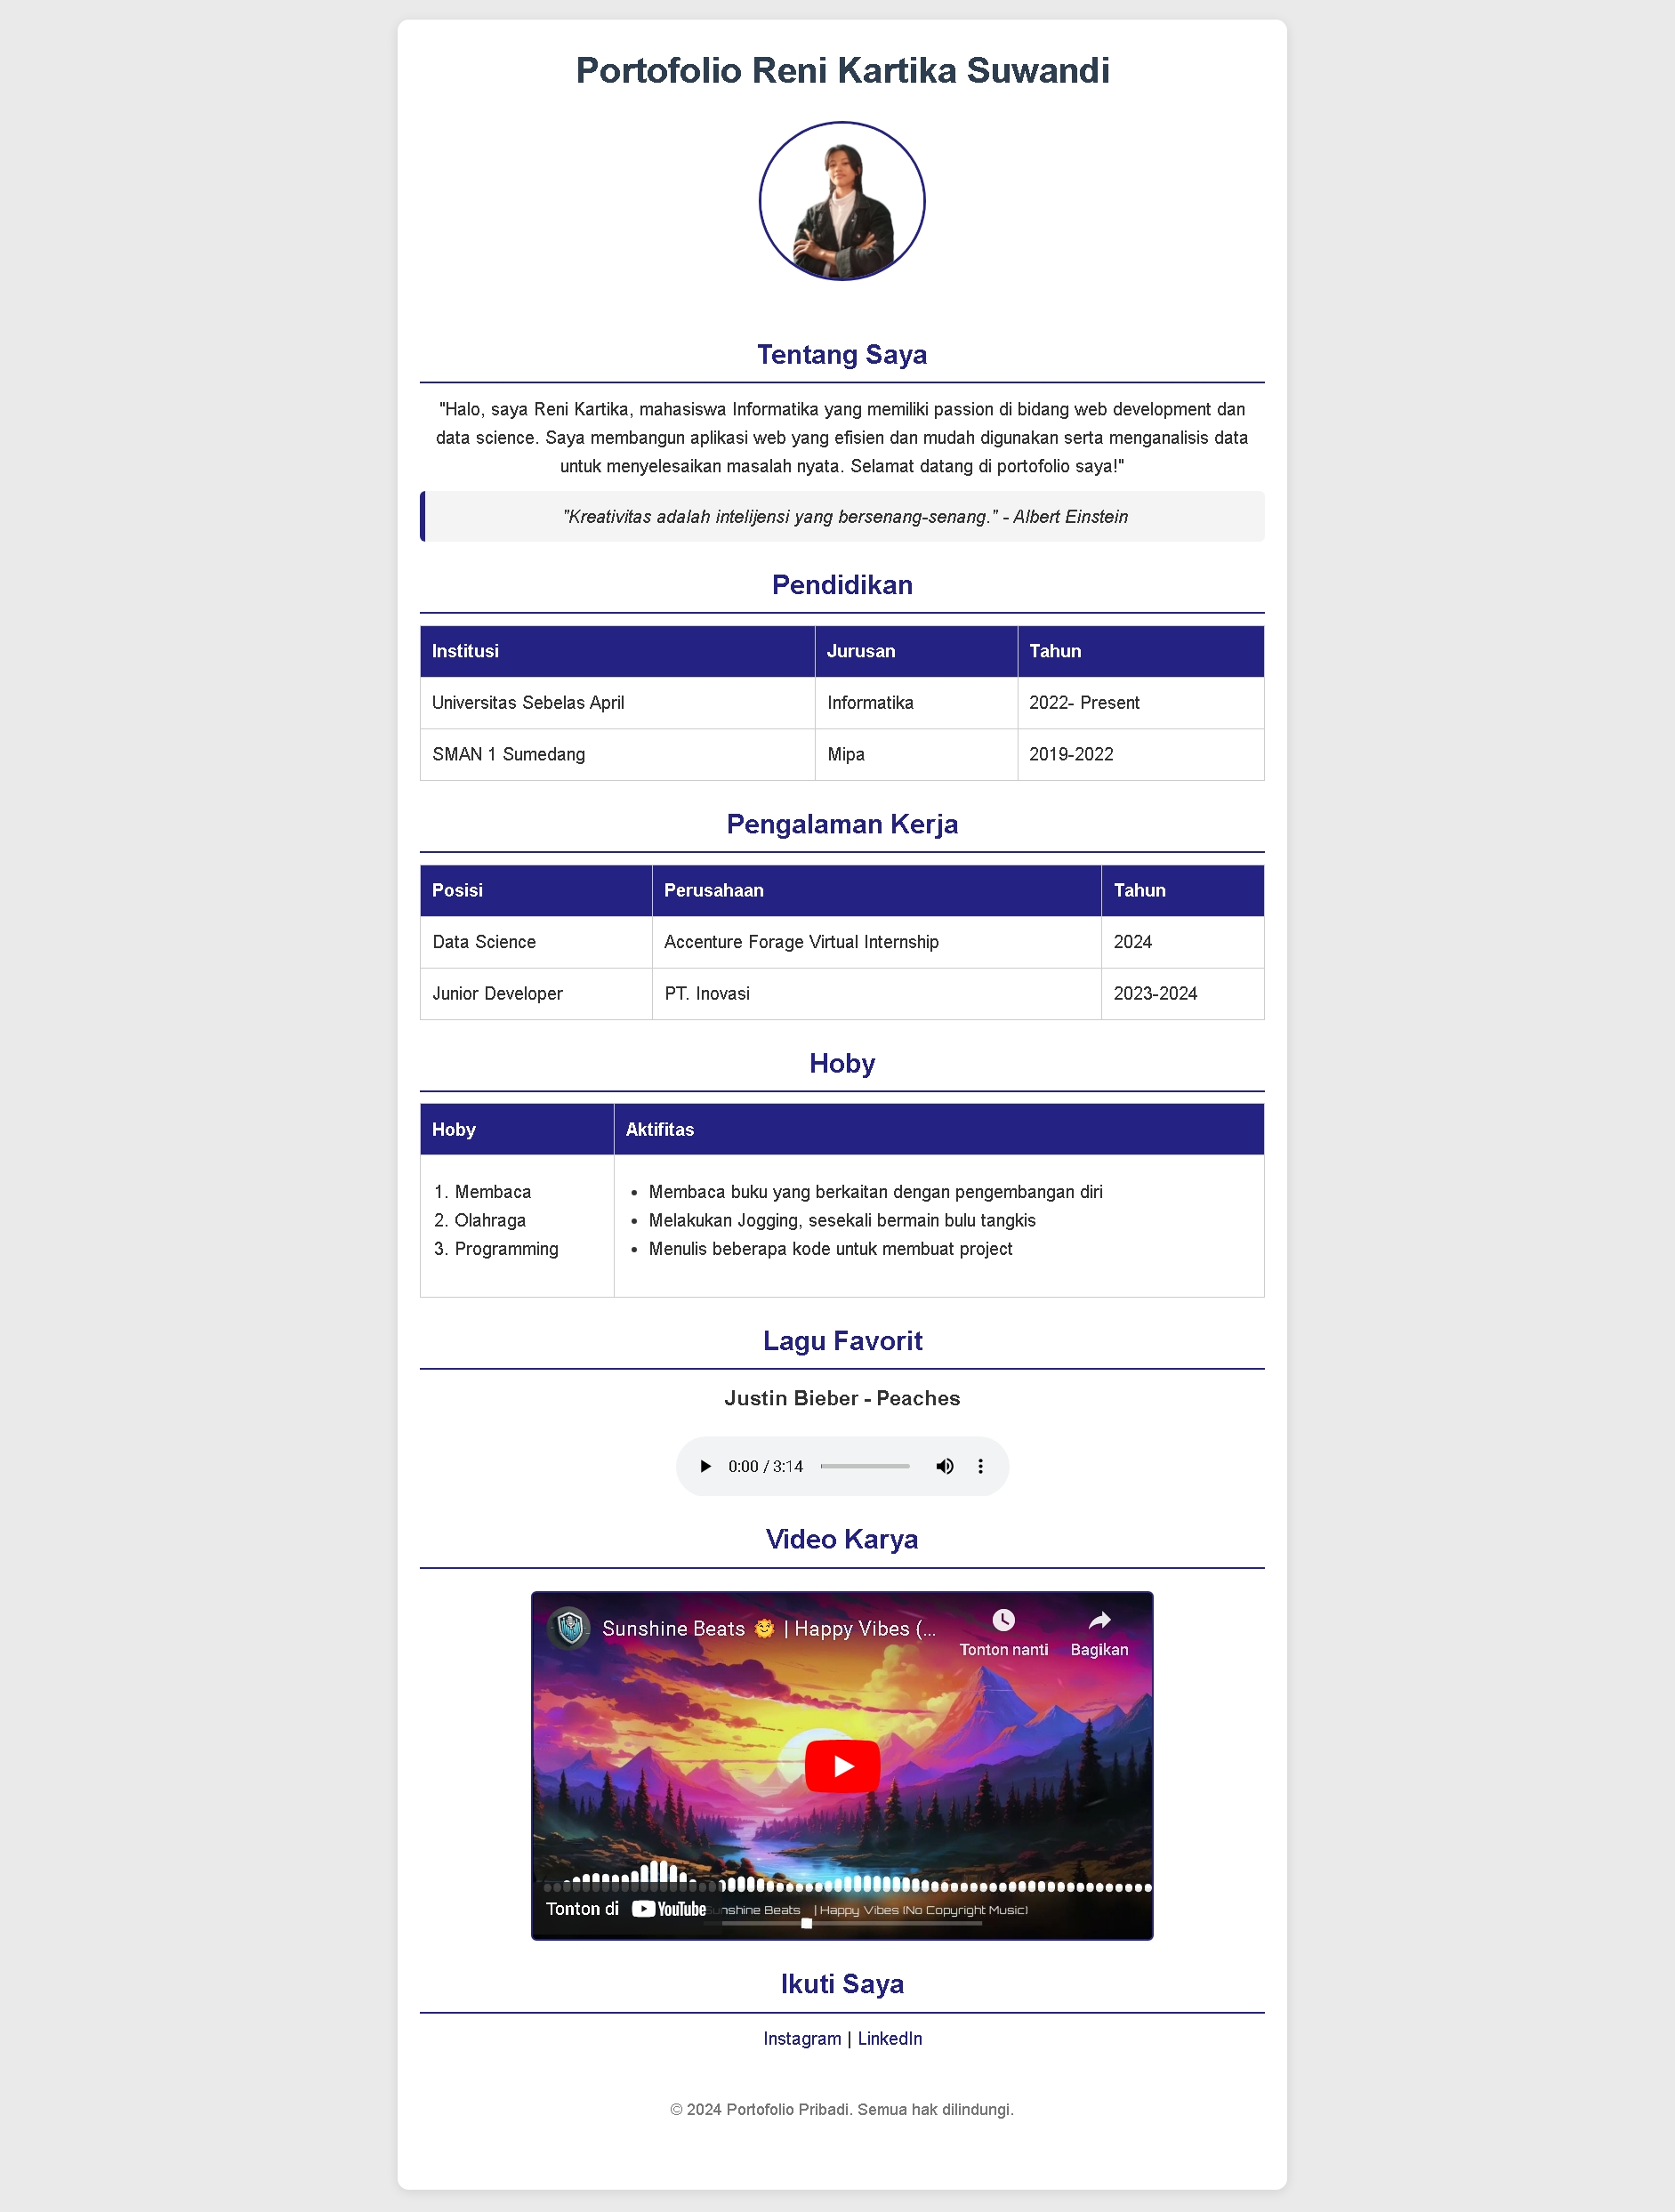 Portofolio Reni Kartika Suwandi
Tentang Saya
"Halo, saya Reni Kartika, mahasiswa Informatika yang memiliki passion di bidang web development dan
data science. Saya membangun aplikasi web yang efisien dan mudah digunakan serta menganalisis data
untuk menyelesaikan masalah nyata. Selamat datang di portofolio saya!"
"Kreativitas adalah intelijensi yang bersenang-senang." - Albert Einstein
Pendidikan
Institusi Jurusan Tahun
Universitas Sebelas April Informatika 2022- Present
SMAN 1 Sumedang Mipa 2019-2022
Pengalaman Kerja
Posisi Perusahaan Tahun
Data Science Accenture Forage Virtual Internship 2024
Junior Developer PT. Inovasi 2023-2024
Hoby
Hoby Aktifitas
1. Membaca • Membaca buku yang berkaitan dengan pengembangan diri
2. Olahraga • Melakukan Jogging, sesekali bermain bulu tangkis
3. Programming • Menulis beberapa kode untuk membuat project
Lagu Favorit
Justin Bieber - Peaches
0:00 / 3:14
Video Karya
Sunshine Beats 🌞 | Happy Vibes (...
Tonton nanti Bagikan
Tonton di YouTube
Sunshine Beats | Happy Vibes (No Copyright Music)
Ikuti Saya
Instagram | LinkedIn
© 2024 Portofolio Pribadi. Semua hak dilindungi.